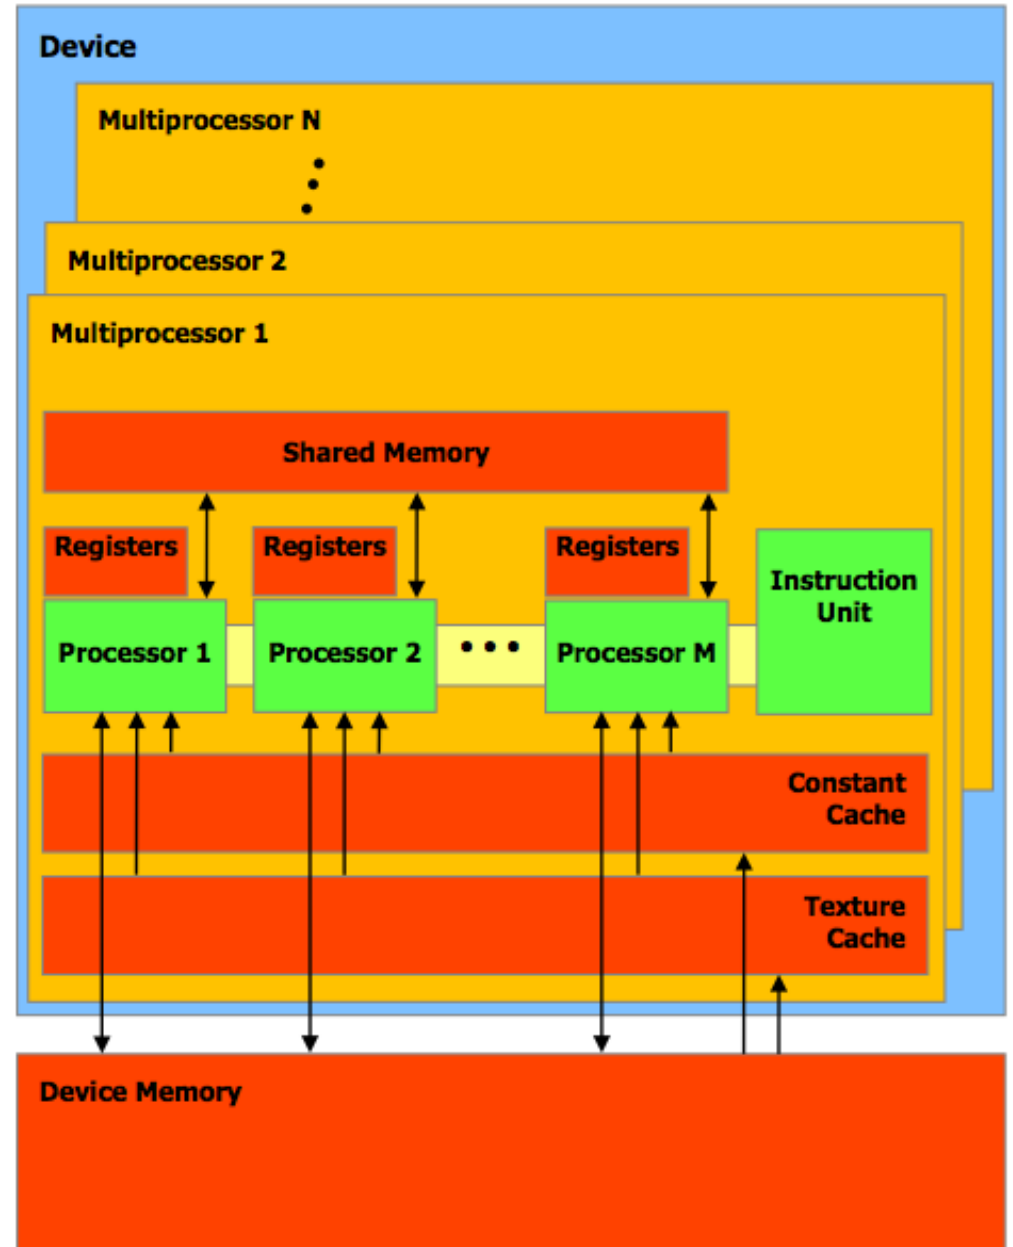 Device
Multiprocessor N
Multiprocessor 2
Multiprocessor 1
Shared Memory
Registers
Registers
Registers
Instruction
Unit
Processor 1
Processor 2
Processor M
Constant
Cache
Texture
Cache
Device Memory